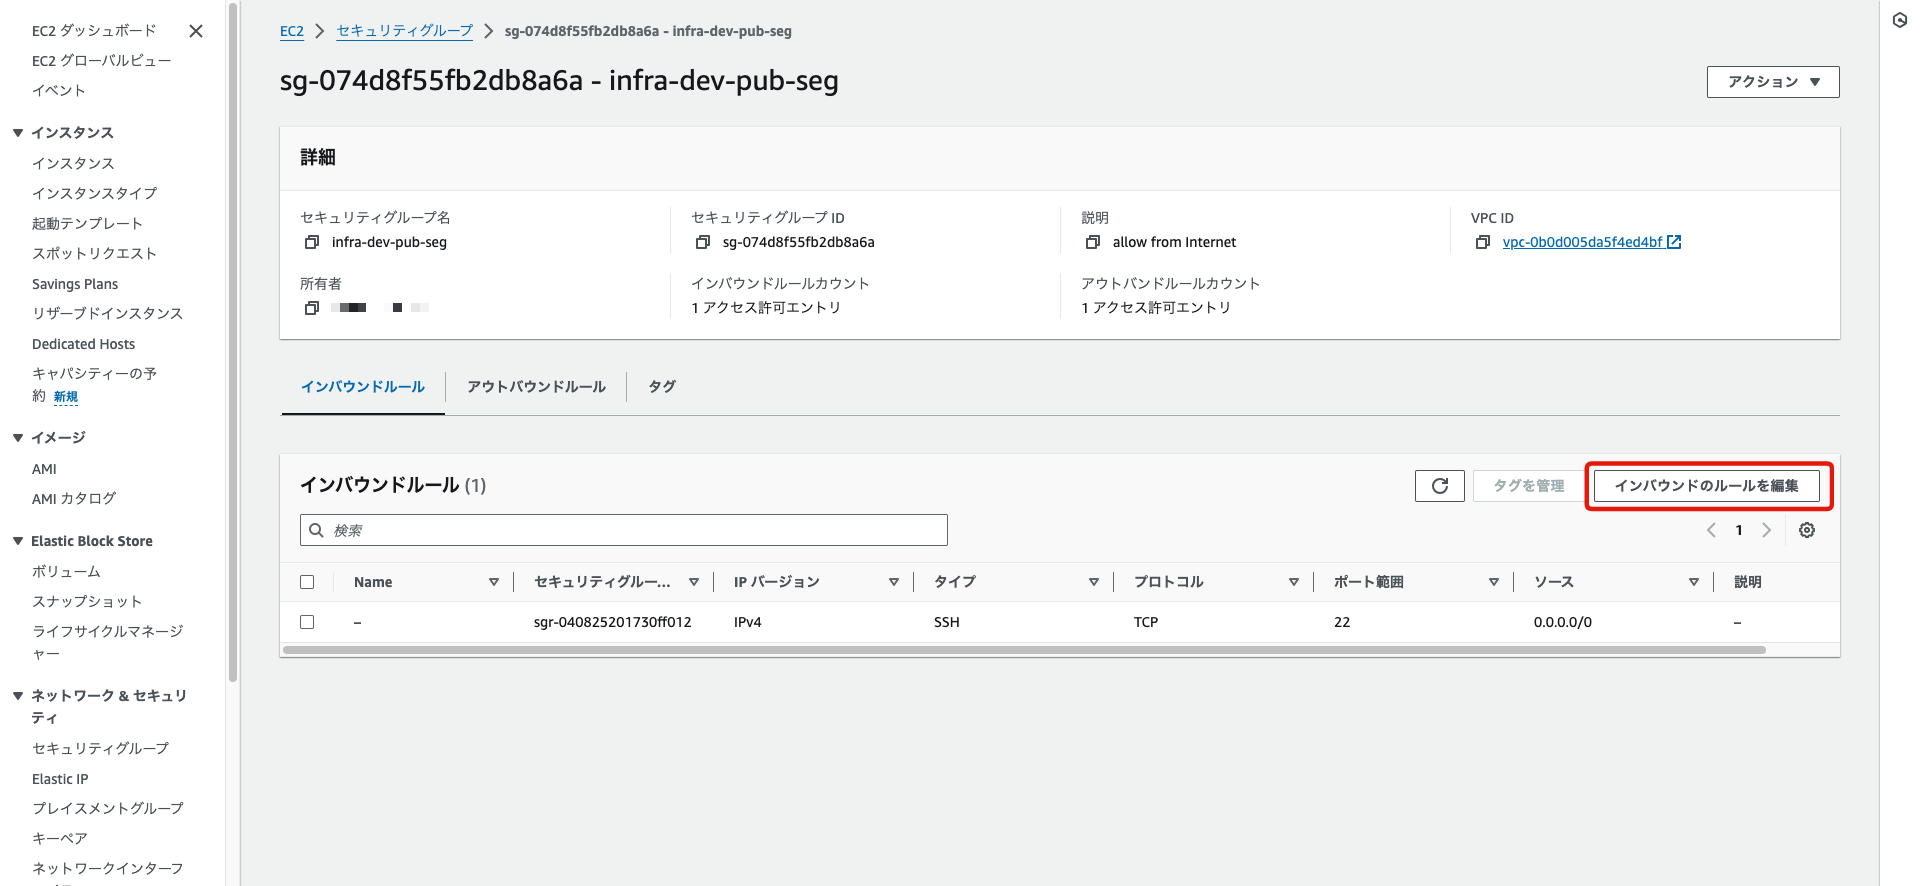 EC2 ダッシュボード
EC2 グローバルビュー
イベント
インスタンス
インスタンス
インスタンスタイプ
起動テンプレート
スポットリクエスト
Savings Plans
リザーブドインスタンス
Dedicated Hosts
キャパシティーの予
約 新規
イメージ
AMI
AMI カタログ
Elastic Block Store
ボリューム
スナップショット
ライフサイクルマネージ
ャー
ネットワーク & セキュリ
ティ
セキュリティグループ
Elastic IP
プレイスメントグループ
キーペア
ネットワークインターフ
EC2 セキュリティグループ sg-074d8f55fb2db8a6a - infra-dev-pub-seg
sg-074d8f55fb2db8a6a - infra-dev-pub-seg
アクション
詳細
セキュリティグループ名
infra-dev-pub-seg
セキュリティグループ ID
sg-074d8f55fb2db8a6a
説明
allow from Internet
VPC ID
vpc-0b0d005da5f4ed4bf
所有者
インバウンドルールカウント
1 アクセス許可エントリ
アウトバンドルールカウント
1 アクセス許可エントリ
インバウンドルール アウトバウンドルール タグ
インバウンドルール (1)
タグを管理 インバウンドのルールを編集
検索
1
Name セキュリティグルー... IP バージョン タイプ プロトコル ポート範囲 ソース 説明
– sgr-040825201730ff012 IPv4 SSH TCP 22 0.0.0.0/0 –